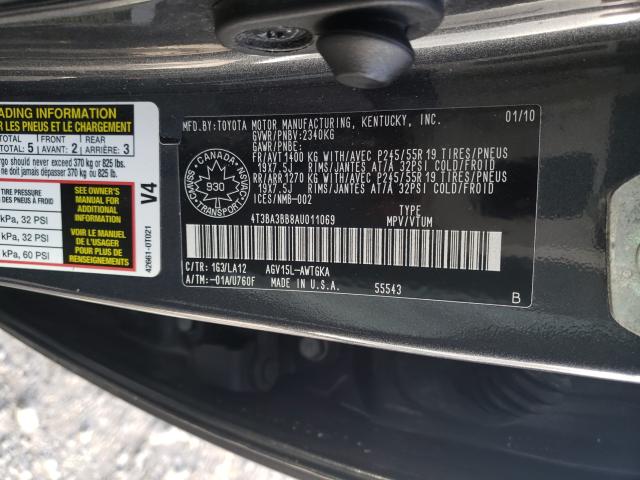 ADING INFORMATION
R LES PNEUS ET LE CHARGEMENT
TOTAL 5 FRONT AVANT: 2 REAR ARRIÈRE: 3
rgo should never exceed 370 kg or 825 lbs.
ne doit jamais dépasser 370 kg ou 825 lb.
TIRE PRESSURE
DES PNEUS À FROID
kPa, 32 PSI
kPa, 32 PSI
kPa, 60 PSI
SEE OWNER'S
MANUAL FOR
ADDITIONAL
INFORMATION
VOIR LE MANUEL
DE
POUR PLUS DE
RENSEIGNEMENTS
V4
42661-0T021
MFD.BY:TOYOTA MOTOR MANUFACTURING, KENTUCKY, INC. 01/10
GVWR/PNBV:2340KG
GAWR/PNBE:
FR/AVT1400 KG WITH/AVEC P245/55R19 TIRES/PNEUS
19X7.5J RIMS/JANTES AT/A 32PSI COLD/FROID
RR/ARR1270 KG WITH/AVEC P245/55R19 TIRES/PNEUS
19X7.5J RIMS/JANTES AT/A 32PSI COLD/FROID
ICES/NMB-002
CANADA
930
TRANSPORT
4T3BA3BB8AU011069
TYPE
MPV/VTUM
C/TR: 1G3/LA12 AGV15L-AWTGKA
A/TM: -01A/U760F MADE IN U.S.A. 55543
B